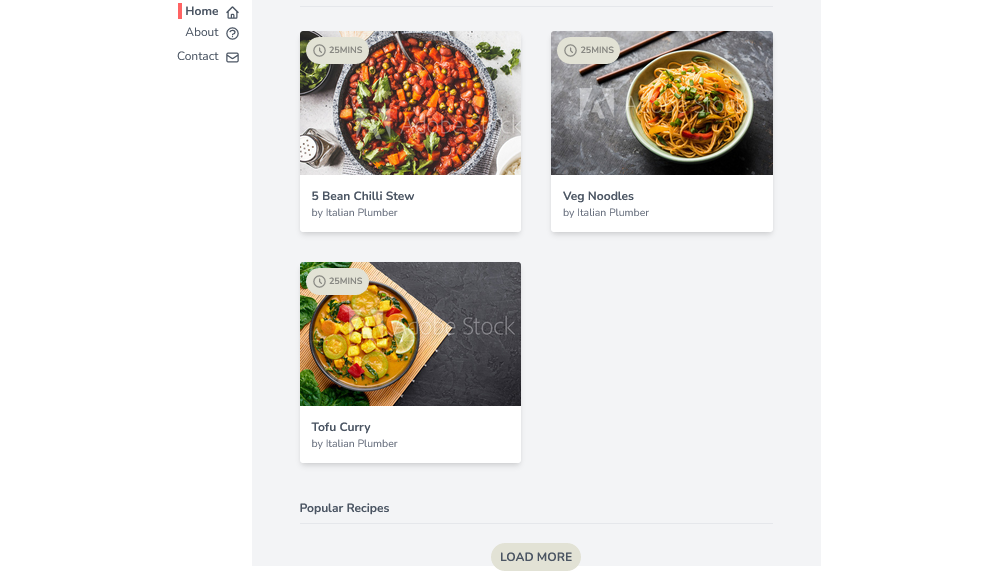 Home
About
Contact
25MINS
Adobe Stock
5 Bean Chilli Stew
by Italian Plumber
25MINS
Adobe Stock
Veg Noodles
by Italian Plumber
25MINS
Adobe Stock
Tofu Curry
by Italian Plumber
Popular Recipes
LOAD MORE